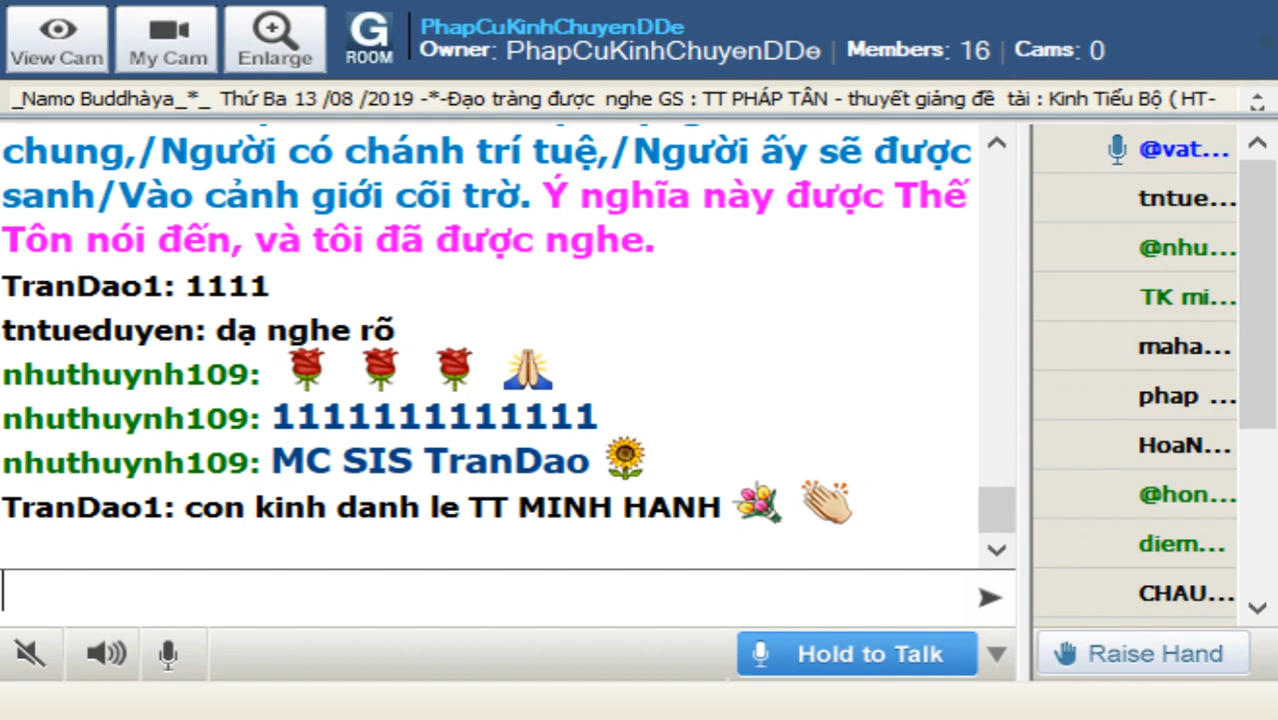 PhapCuKinhChuyenDDe
View Cam My Cam Enlarge G ROOM Owner: PhapCuKinhChuyenDDe | Members: 16 | Cams: 0
_Namo Buddhàya_*_ Thứ Ba 13 /08 /2019 -*-Đạo tràng được nghe GS : TT PHÁP TÂN - thuyết giảng đề tài : Kinh Tiểu Bộ ( HT-
chung,/Người có chánh trí tuệ,/Người ấy sẽ được
sanh/Vào cảnh giới cõi trờ. Ý nghĩa này được Thế
Tôn nói đến, và tôi đã được nghe.
TranDao1: 1111
tntueduyen: dạ nghe rõ
nhuthuynh109:
nhuthuynh109: 1111111111111
nhuthuynh109: MC SIS TranDao
TranDao1: con kinh danh le TT MINH HANH
@vat...
tntue...
@nhu...
TK mi...
maha...
phap ...
HoaN...
@hon...
diem...
CHAU...
Hold to Talk
Raise Hand